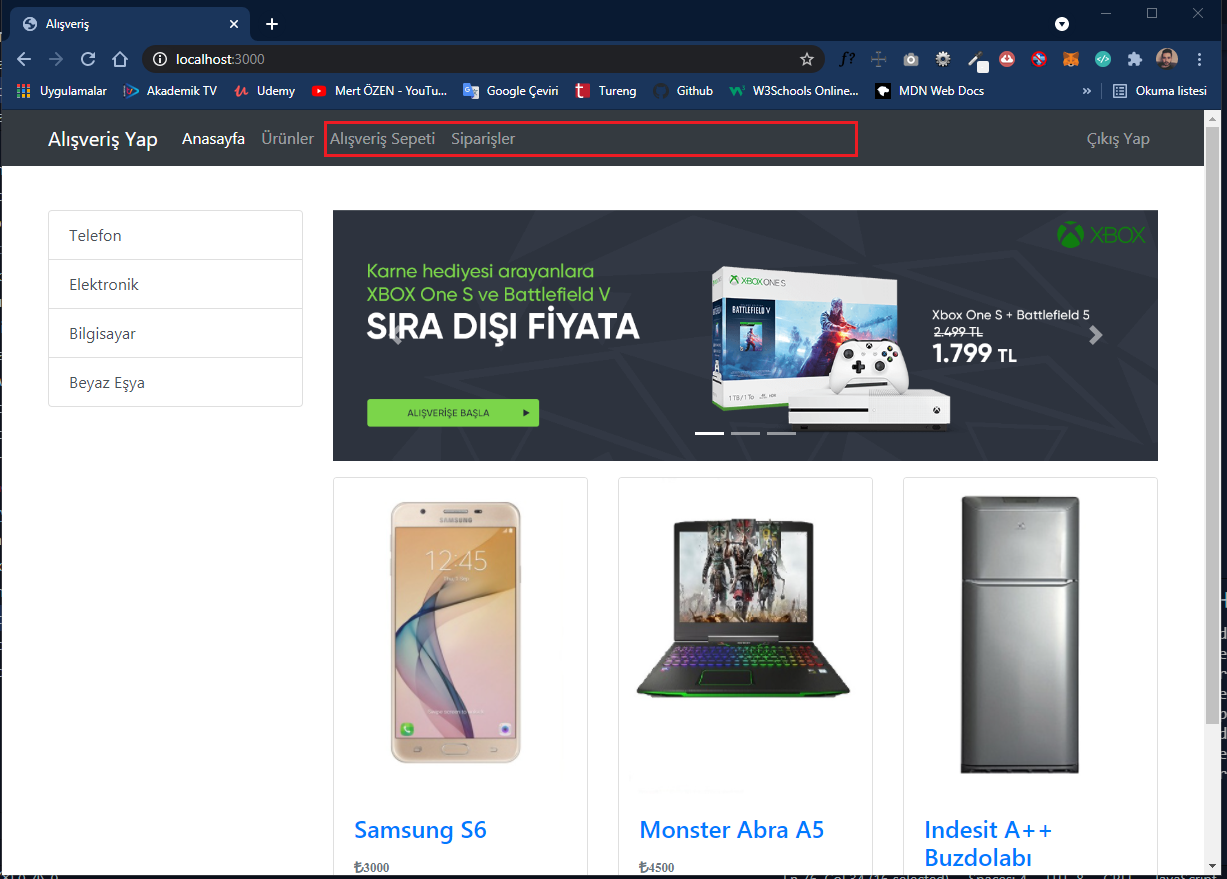 Alışveriş
localhost:3000
Uygulamalar
Akademik TV
Udemy
Mert ÖZEN - YouTu...
Google Çeviri
Tureng
Github
W3Schools Online...
MDN Web Docs
»
Okuma listesi
Alışveriş Yap
Anasayfa
Ürünler
Alışveriş Sepeti
Siparişler
Çıkış Yap
Telefon
Elektronik
Bilgisayar
Beyaz Eşya
XBOX
Karne hediyesi arayanlara
XBOX One S ve Battlefield V
SIRA DIŞI FİYATA
ALIŞVERİŞE BAŞLA
XBOX ONE S
BATTLEFIELD V
Xbox One S + Battlefield 5
2.499 TL
1.799 TL
SAMSUNG
12:45
Samsung S6
₺3000
Monster Abra A5
₺4500
Indesit A++
Buzdolabı